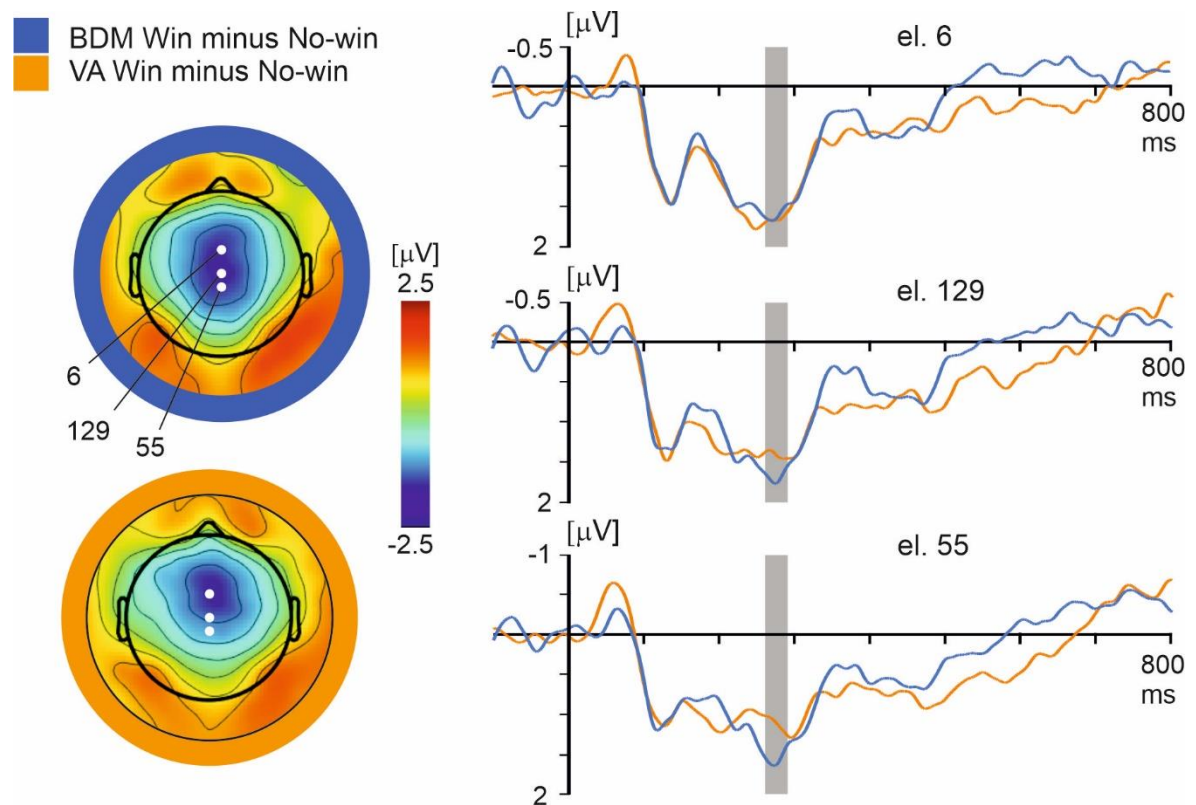 BDM Win minus No-win
VA Win minus No-win
6
129
55
[μV]
2.5
-2.5
[μV]
-0.5
el. 6
800
ms
2
[μV]
-0.5
el. 129
800
ms
2
[μV]
-1
el. 55
800
ms
2